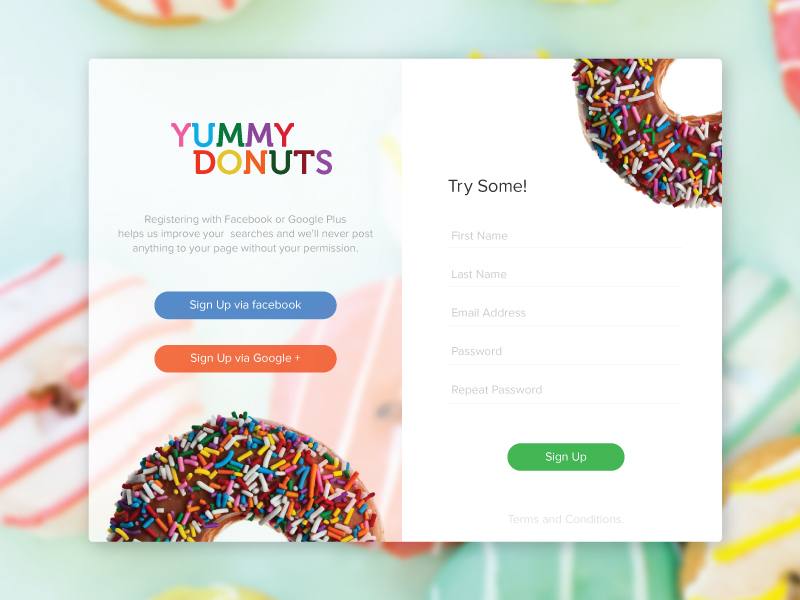 YUMMY
DONUTS
Registering with Facebook or Google Plus
helps us improve your  searches and we'll never post
anything to your page without your permission.
Sign Up via facebook
Sign Up via Google +
Try Some!
First Name
Last Name
Email Address
Password
Repeat Password
Sign Up
Terms and Conditions.